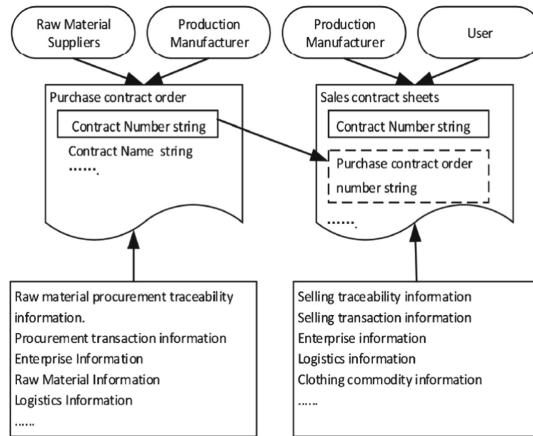 Raw Material
Suppliers
Production
Manufacturer
Production
Manufacturer
User
Purchase contract order
Contract Number string
Contract Name string
......
Sales contract sheets
Contract Number string
Purchase contract order
number string
......
Raw material procurement traceability
information.
Procurement transaction information
Enterprise Information
Raw Material Information
Logistics Information
......
Selling traceability information
Selling transaction information
Enterprise information
Logistics information
Clothing commodity information
......